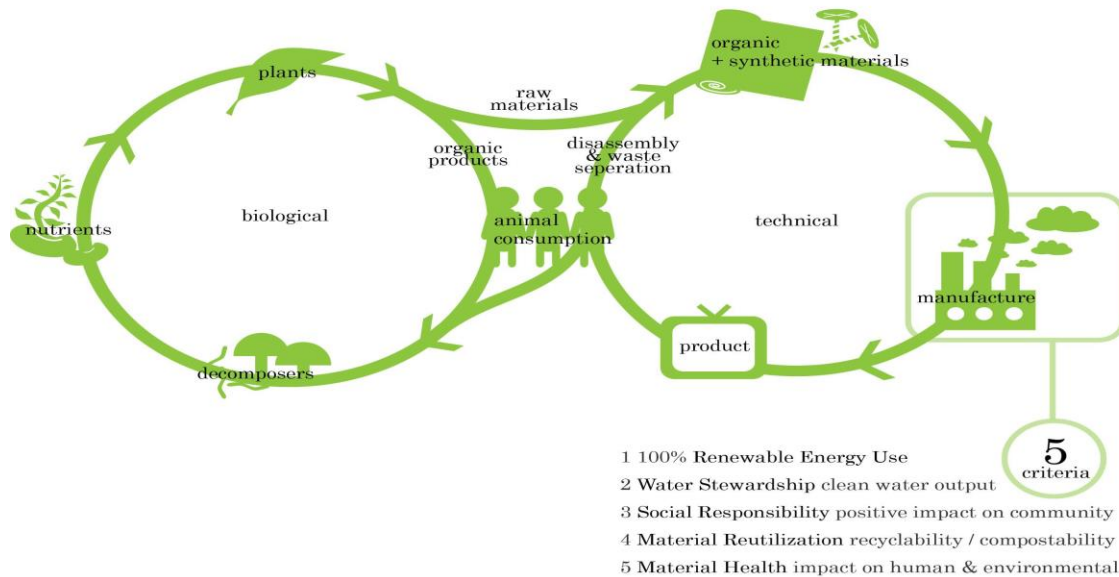 organic
+ synthetic materials
plants
raw
materials
organic
products
disassembly
& waste
seperation
nutrients
biological
animal
consumption
technical
manufacture
decomposers
product
5
criteria
1 100% Renewable Energy Use
2 Water Stewardship clean water output
3 Social Responsibility positive impact on community
4 Material Reutilization recyclability / compostability
5 Material Health impact on human & environmental